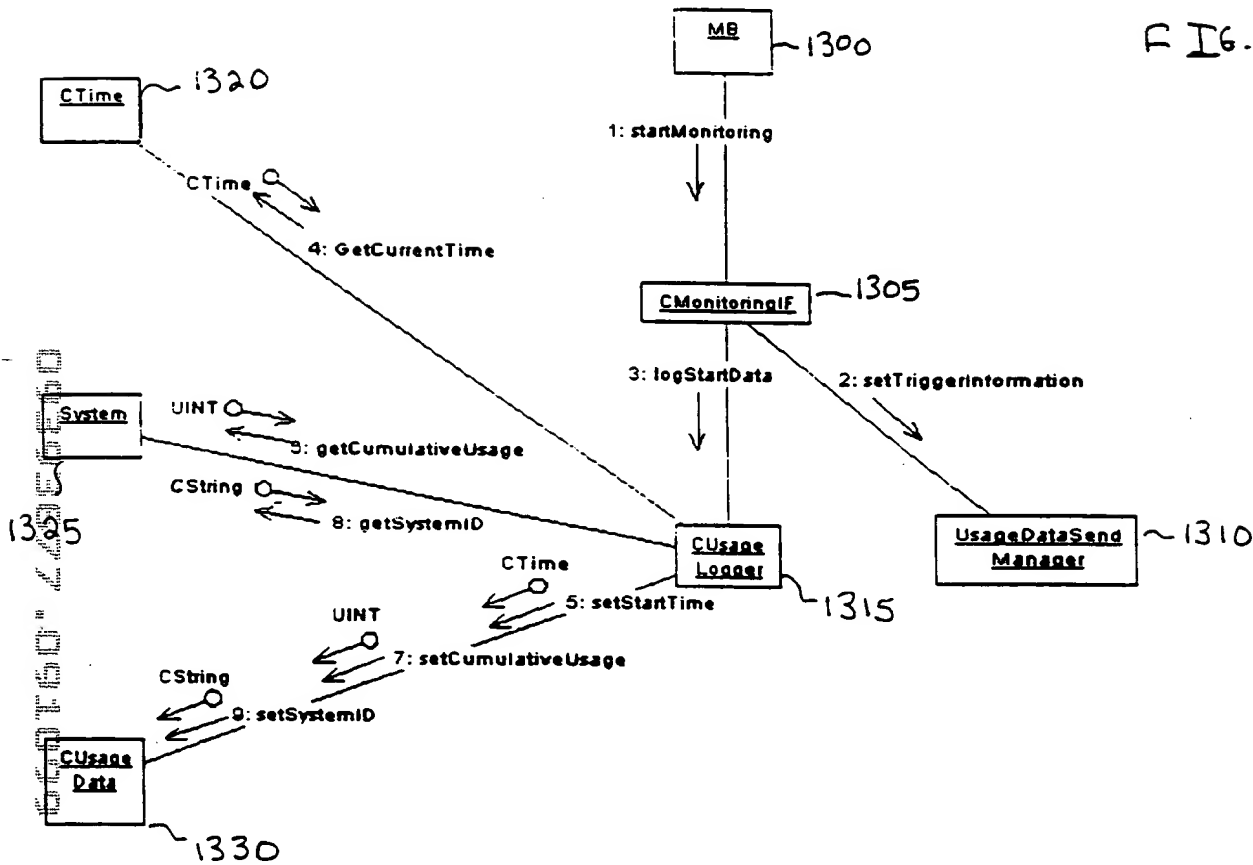 FIG.
MB
1300
CTime
1320
1: startMonitoring
CTime
4: GetCurrentTime
CMonitoringIF
1305
3: logStartData
2: setTriggerInformation
System
1325
UINT
: getCumulativeUsage
CString
8: getSystemID
CUsage
Logger
1315
UsageDataSend
Manager
1310
CTime
5: setStartTime
UINT
7: setCumulativeUsage
CString
9: setSystemID
CUsage
Data
1330